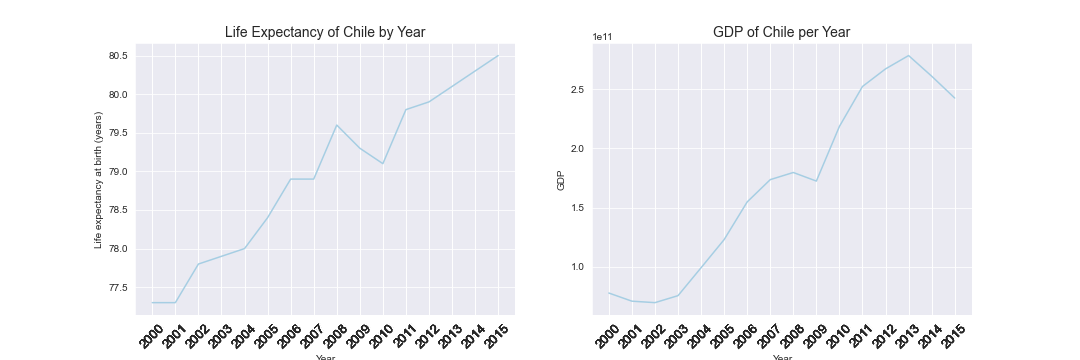 Life Expectancy of Chile by Year
80.5
80.0
79.5
79.0
78.5
78.0
77.5
Life expectancy at birth (years)
2000 2001 2002 2003 2004 2005 2006 2007 2008 2009 2010 2011 2012 2013 2014 2015
Year
GDP of Chile per Year
1e11
2.5
2.0
1.5
1.0
GDP
2000 2001 2002 2003 2004 2005 2006 2007 2008 2009 2010 2011 2012 2013 2014 2015
Year